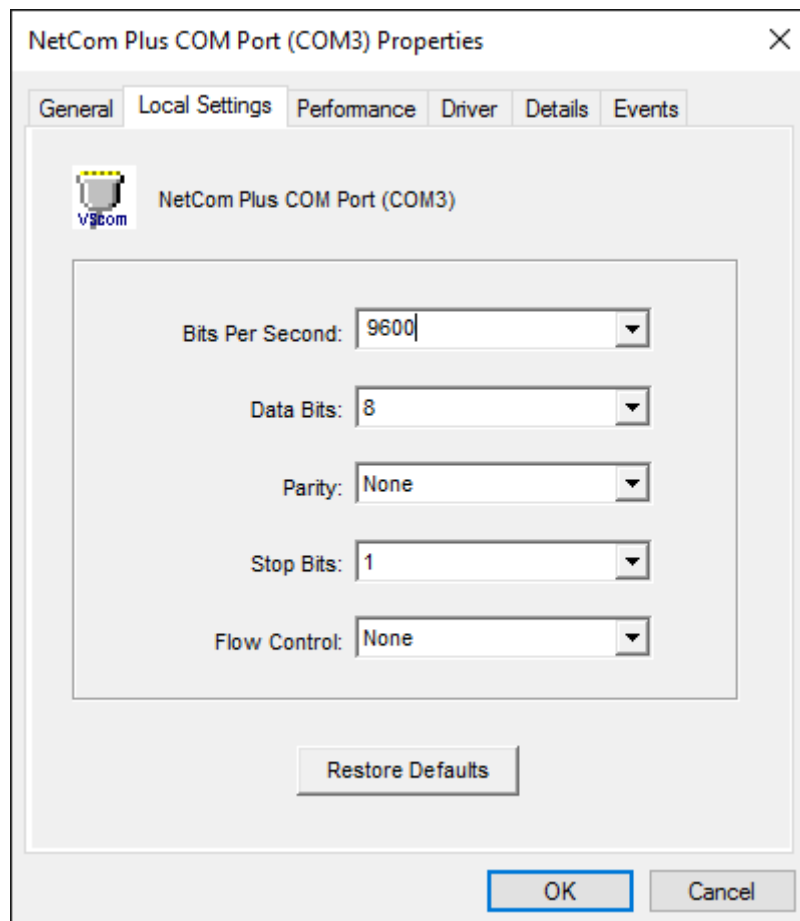 NetCom Plus COM Port (COM3) Properties
General Local Settings Performance Driver Details Events
VScom
NetCom Plus COM Port (COM3)
Bits Per Second: 9600
Data Bits: 8
Parity: None
Stop Bits: 1
Flow Control: None
Restore Defaults
OK Cancel